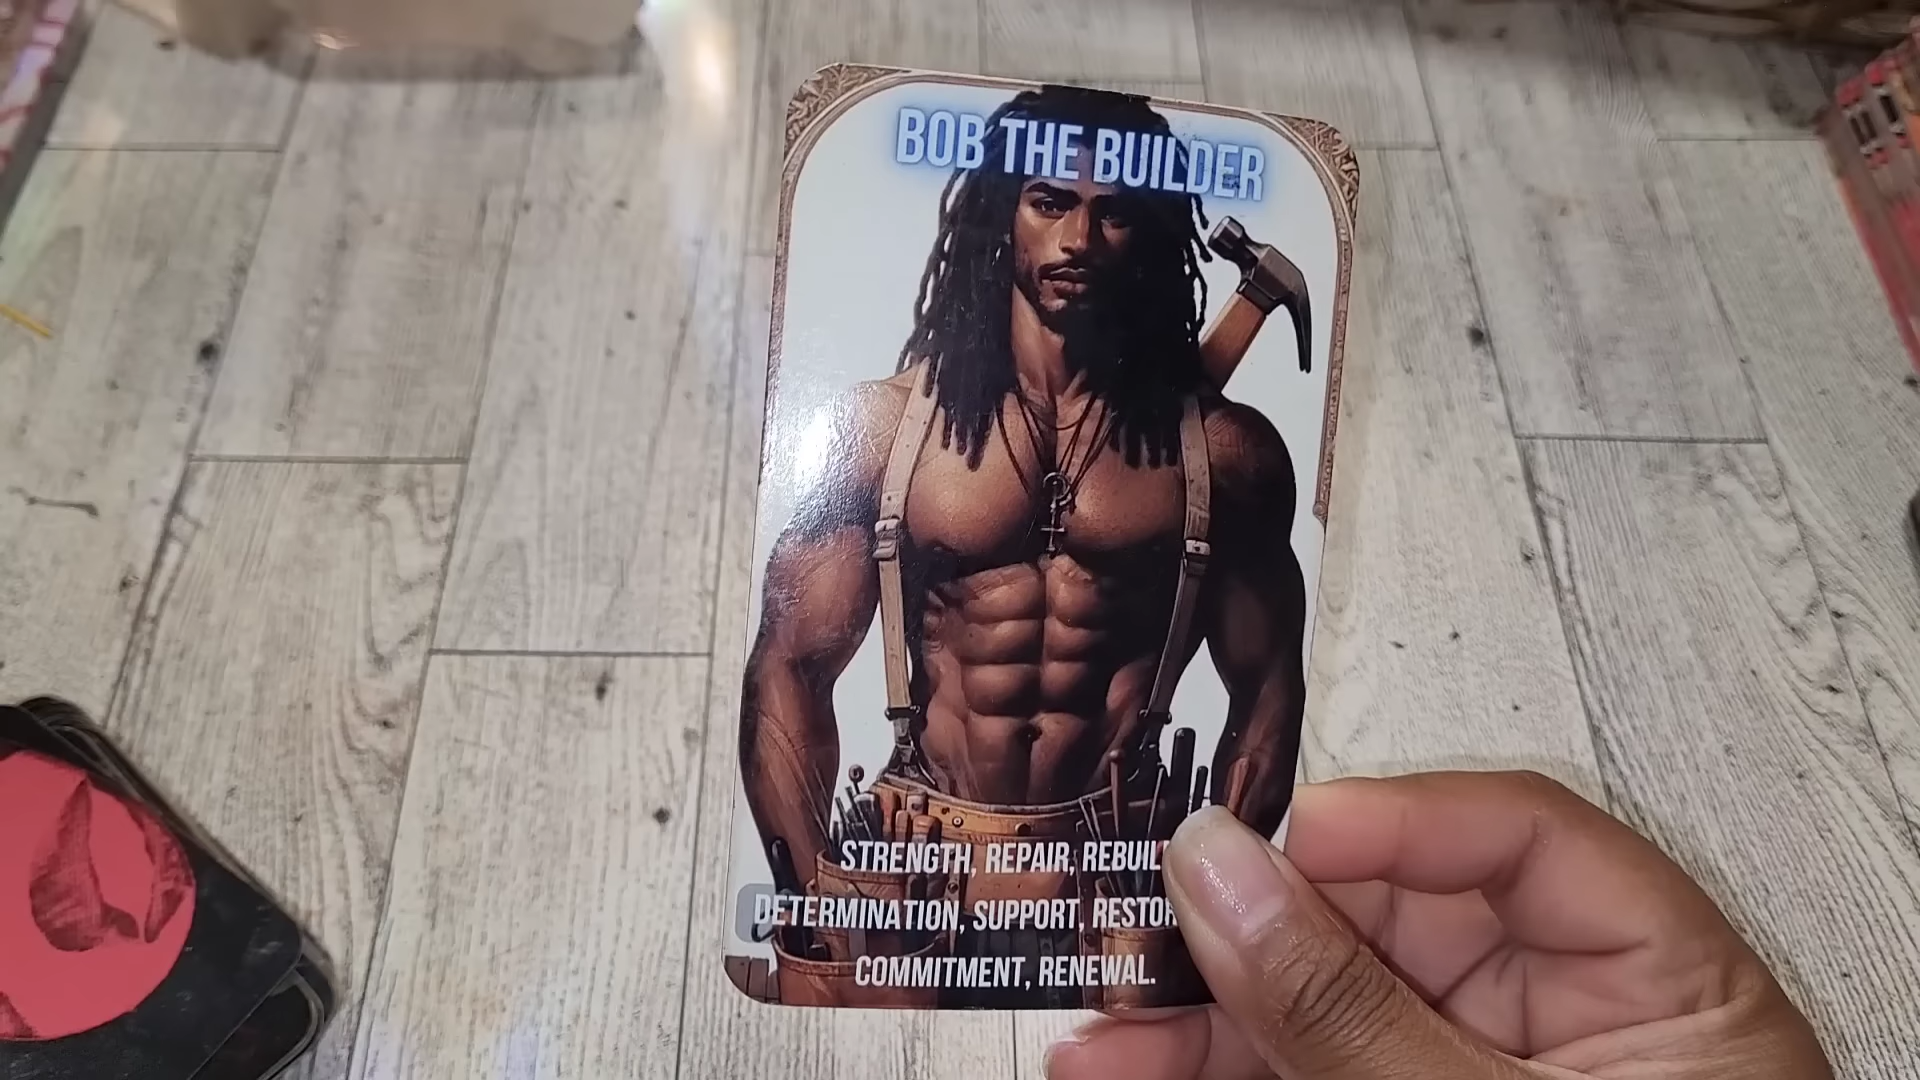 BOB THE BUILDER
STRENGTH, REPAIR,
DETERMINATION, SUPPORT,
COMMITMENT, RENEWAL.